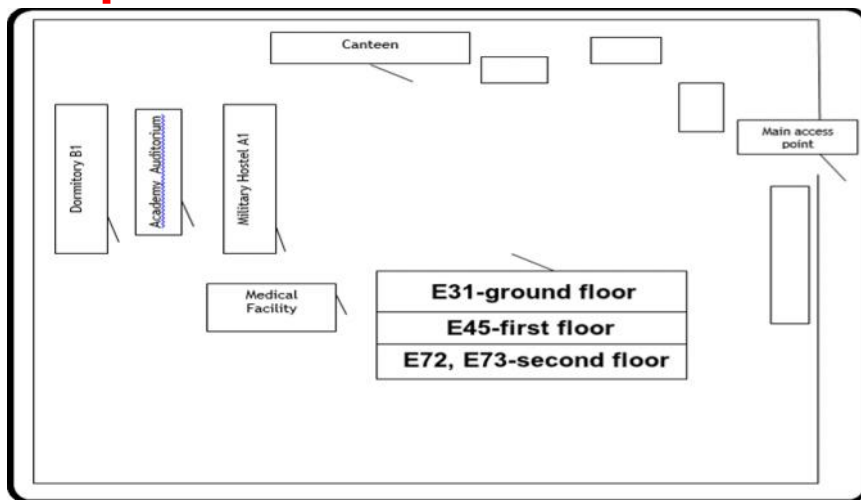 Canteen
Main access
point
Dormitory B1
Academy Auditorium
Military Hostel A1
Medical
Facility
E31-ground floor
E45-first floor
E72, E73-second floor